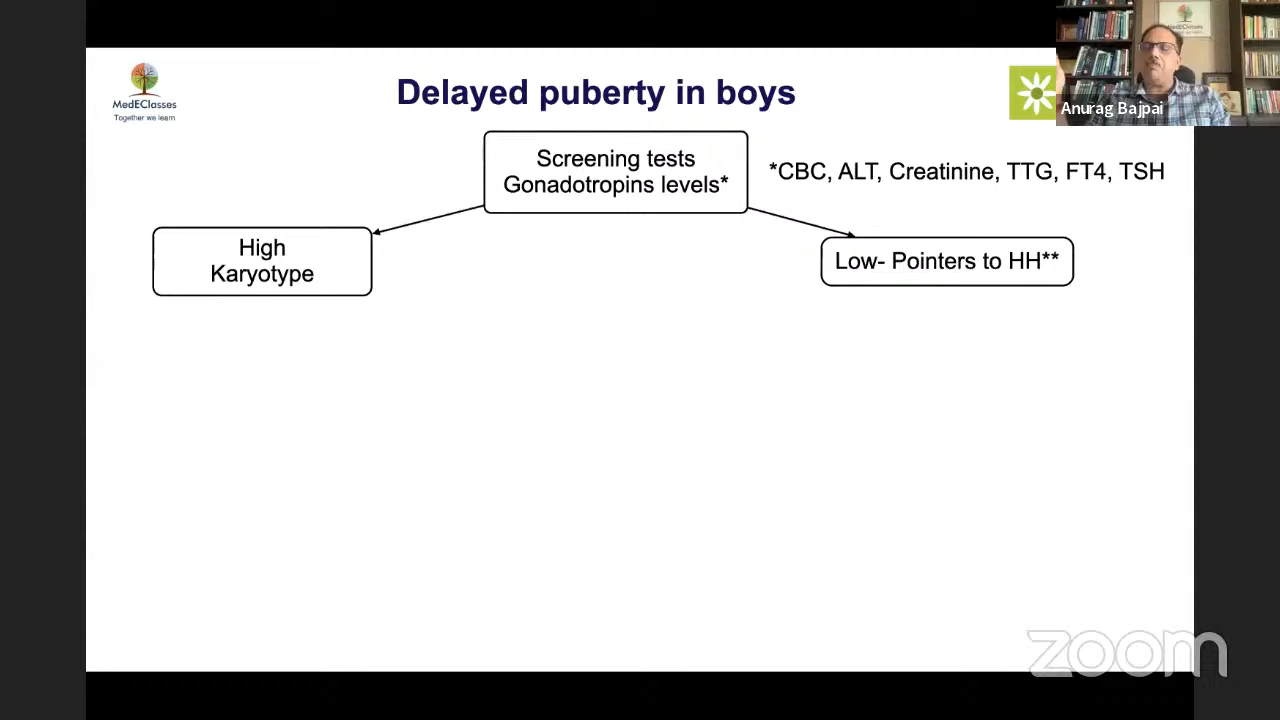 MedEClasses
Together we learn
Delayed puberty in boys
Anurag Bajpai
Screening tests
Gonadotropins levels*
*CBC, ALT, Creatinine, TTG, FT4, TSH
High
Karyotype
Low- Pointers to HH**
zoom